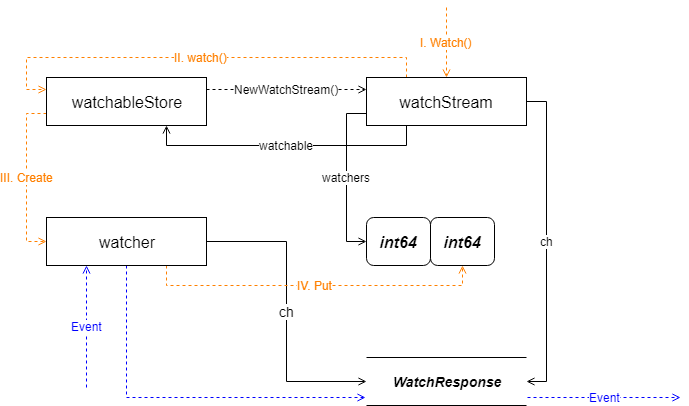 I. Watch()
II. watch()
watchableStore
NewWatchStream()
watchStream
watchable
III. Create
watchers
watcher
int64
int64
ch
IV. Put
ch
Event
WatchResponse
Event